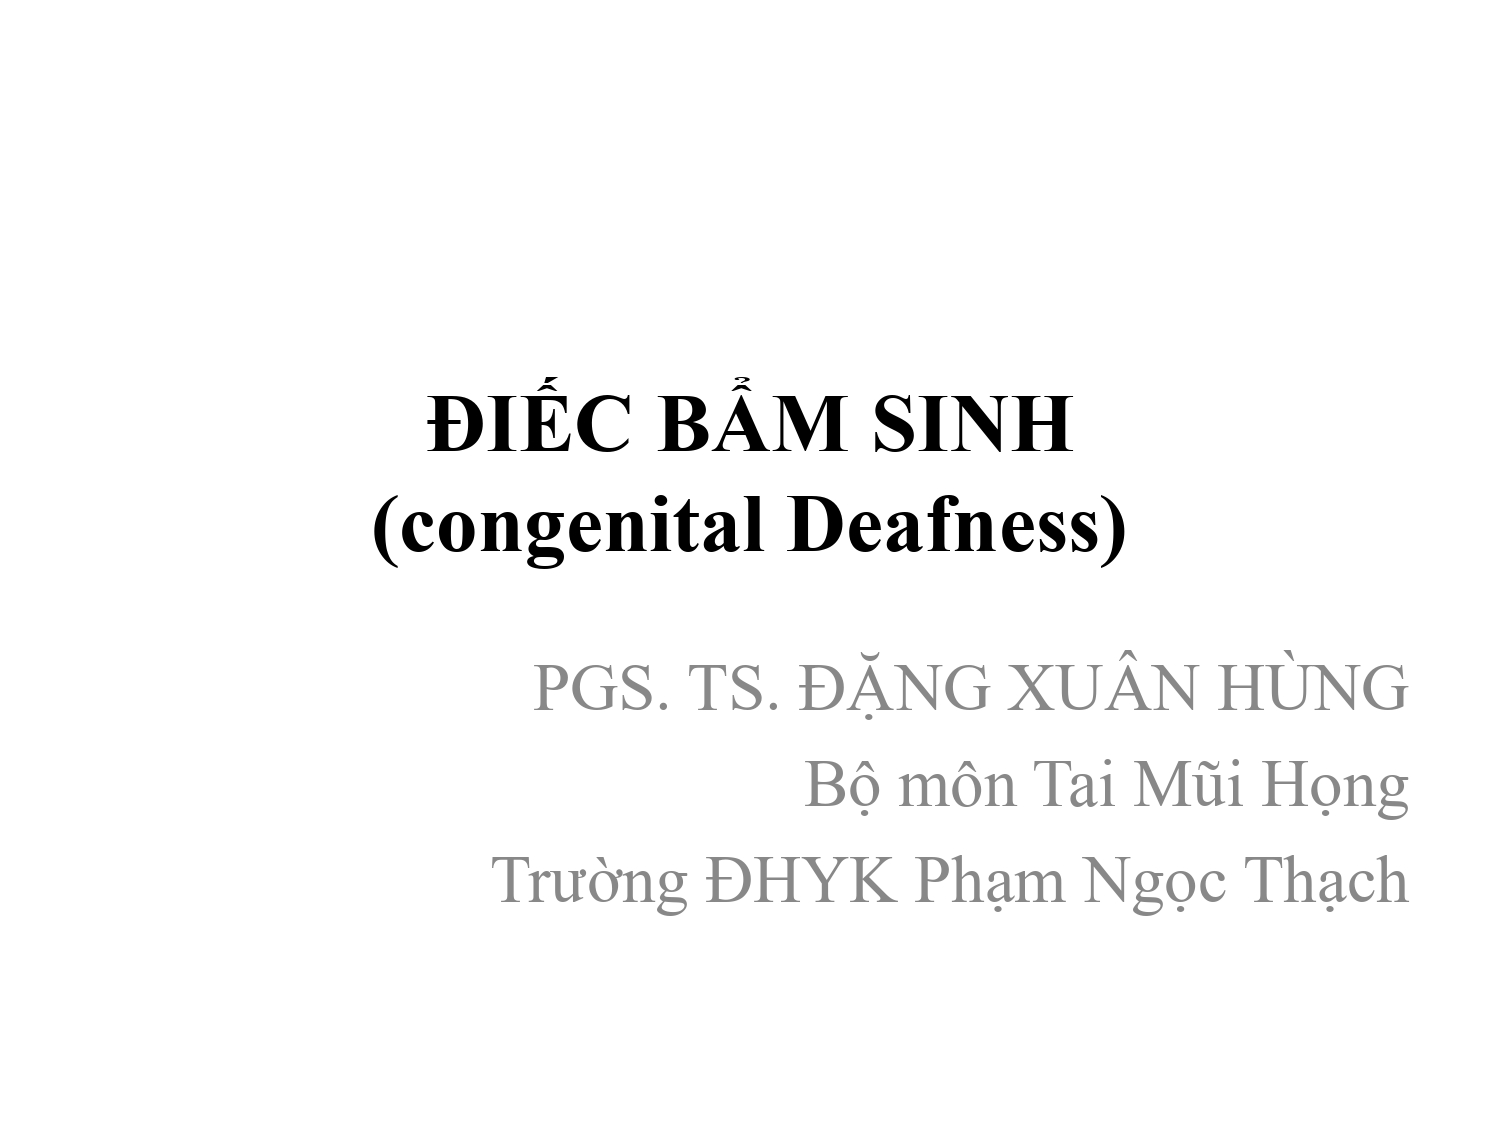 ĐIẾC BẨM SINH
(congenital Deafness)
PGS. TS. ĐẶNG XUÂN HÙNG
Bộ môn Tai Mũi Họng
Trường ĐHYK Phạm Ngọc Thạch